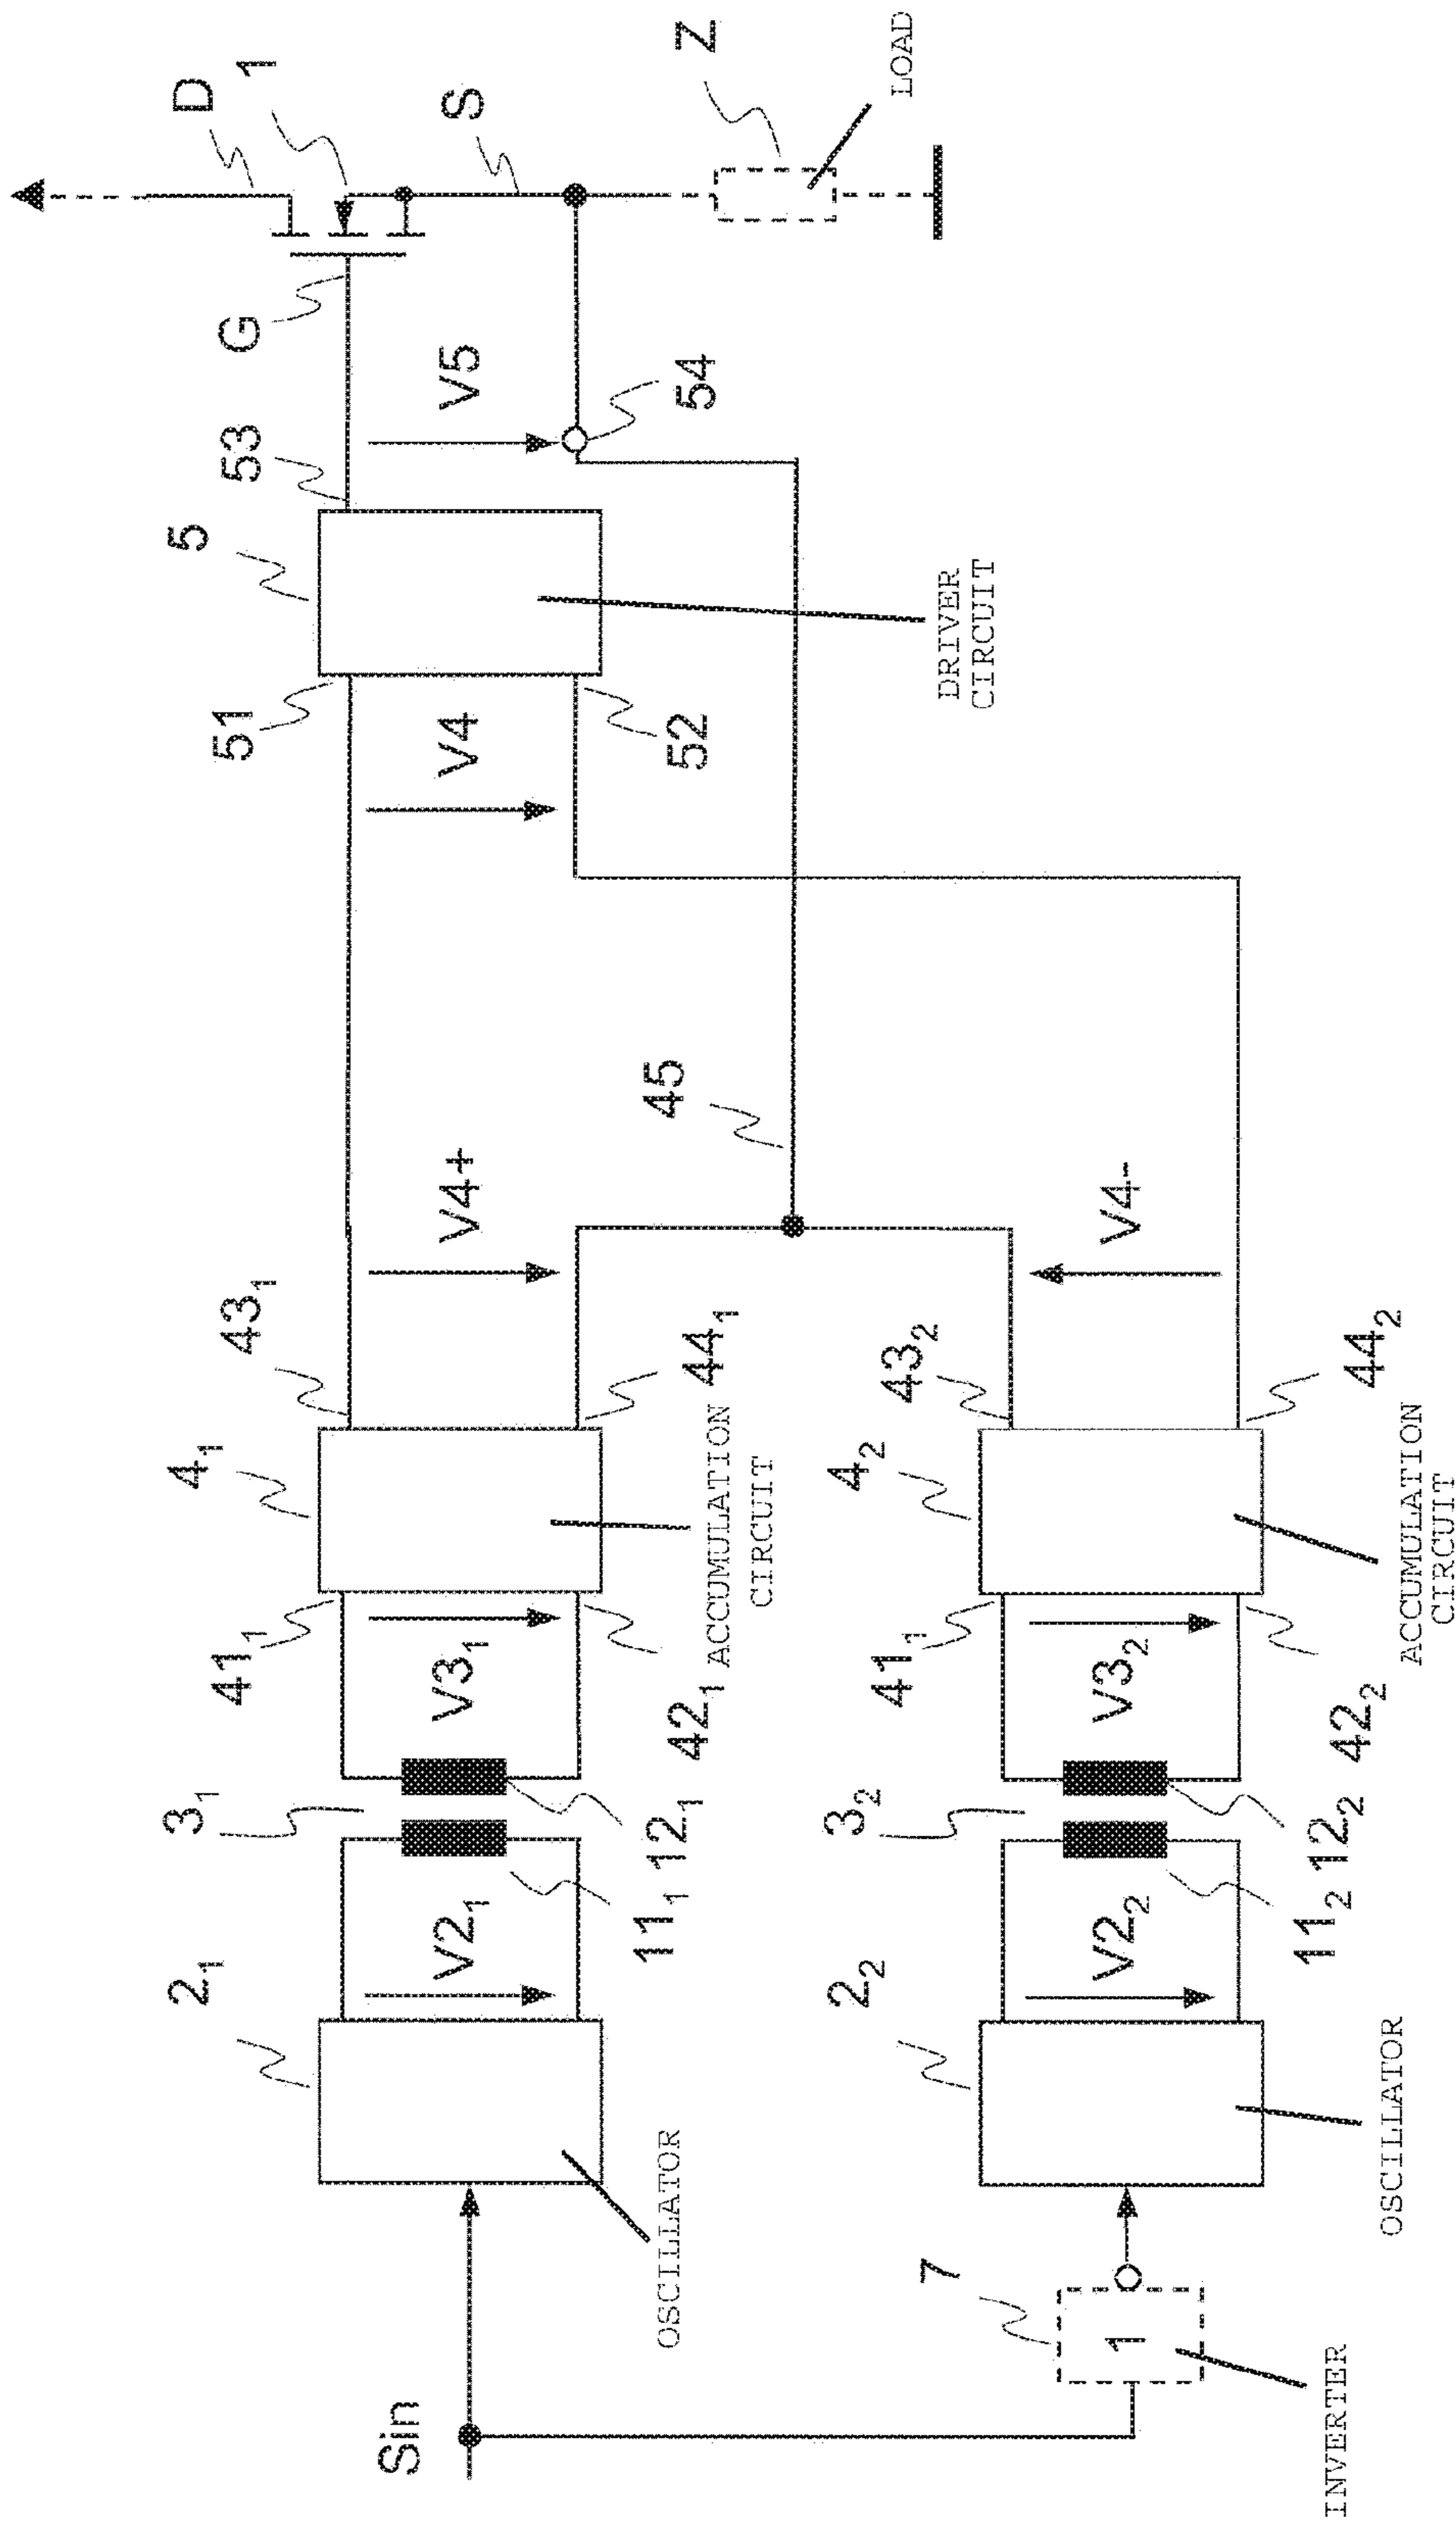 Sin
2₁
OSCILLATOR
V2₁
11₁
3₁
12₁
V3₁
41₁
42₁
4₁
ACCUMULATION
CIRCUIT
43₁
44₁
V4+
45
51
V4
52
5
DRIVER
CIRCUIT
53
V5
54
G
D
1
S
Z
LOAD
7
1
INVERTER
2₂
OSCILLATOR
V2₂
11₂
3₂
12₂
V3₂
41₁
42₂
4₂
ACCUMULATION
CIRCUIT
43₂
44₂
V4-